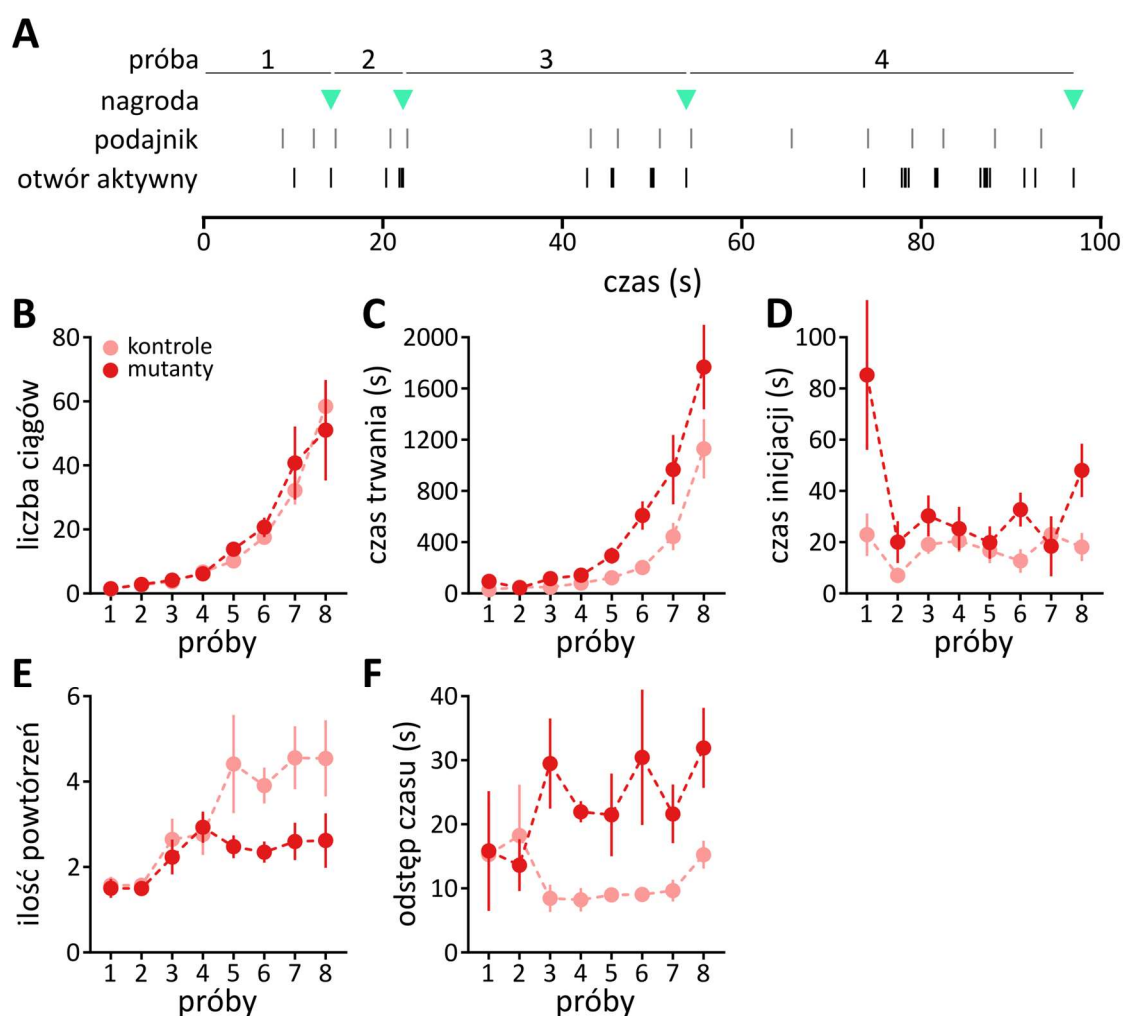 A
próba 1 2 3 4
nagroda
podajnik
otwór aktywny
0 20 40 60 80 100
czas (s)
B
liczba ciągów
80
60
40
20
0
kontrole
mutanty
1 2 3 4 5 6 7 8
próby
C
czas trwania (s)
2000
1600
1200
800
400
0
1 2 3 4 5 6 7 8
próby
D
czas inicjacji (s)
100
80
60
40
20
0
1 2 3 4 5 6 7 8
próby
E
ilość powtórzeń
6
4
2
0
1 2 3 4 5 6 7 8
próby
F
odstęp czasu (s)
40
30
20
10
0
1 2 3 4 5 6 7 8
próby